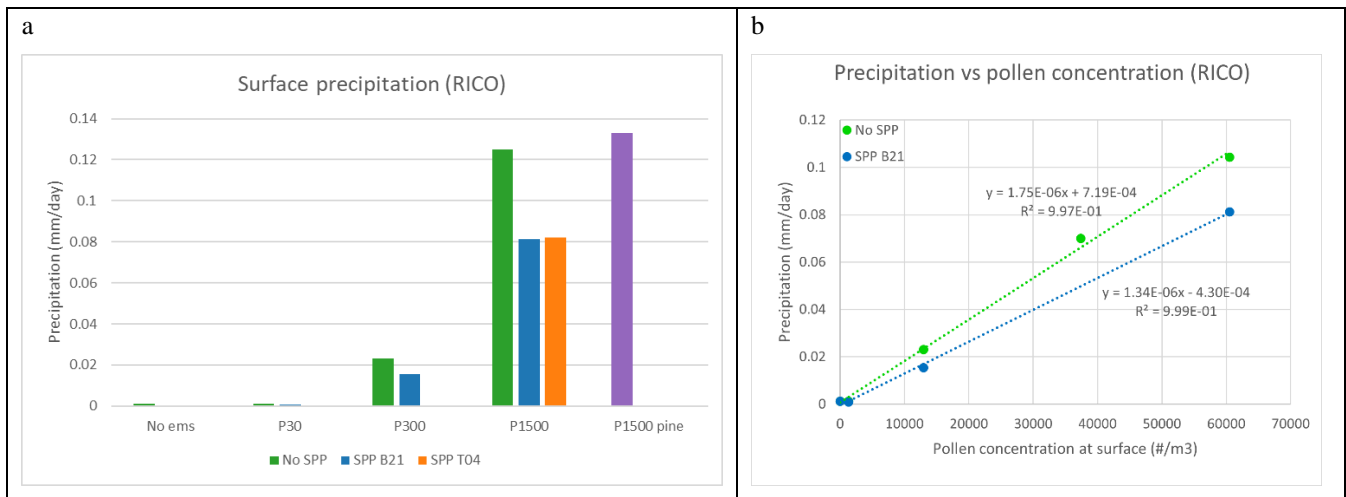 a
Surface precipitation (RICO)
Precipitation (mm/day)
0.14
0.12
0.1
0.08
0.06
0.04
0.02
0
No ems P30 P300 P1500 P1500 pine
No SPP SPP B21 SPP T04
b
Precipitation vs pollen concentration (RICO)
Precipitation (mm/day)
0.12
0.1
0.08
0.06
0.04
0.02
0
No SPP
SPP B21
y = 1.75E-06x + 7.19E-04
R² = 9.97E-01
y = 1.34E-06x - 4.30E-04
R² = 9.99E-01
0 10000 20000 30000 40000 50000 60000 70000
Pollen concentration at surface (#/m3)